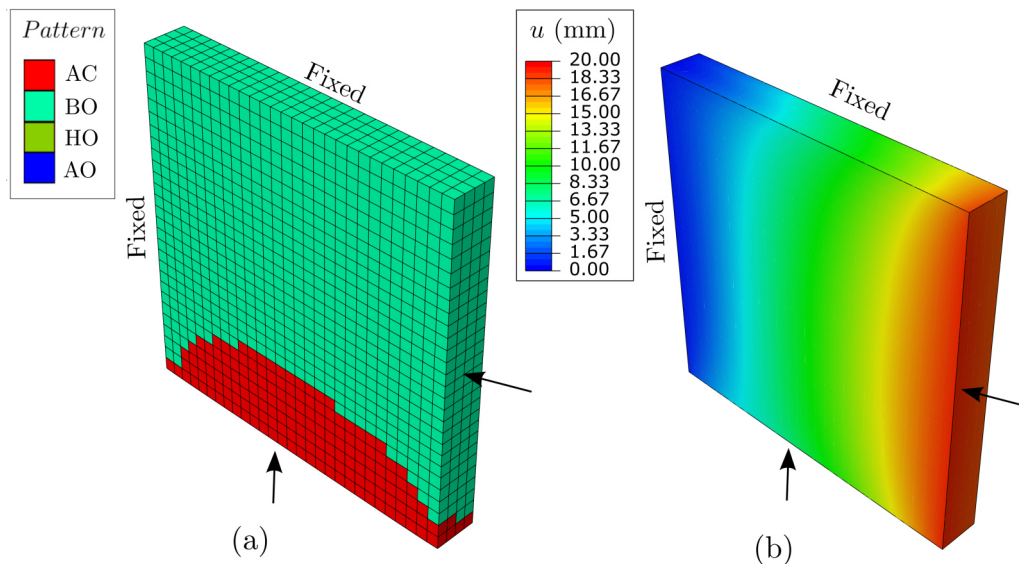 Pattern
AC
BO
HO
AO
Fixed
Fixed
(a)
u (mm)
20.00
18.33
16.67
15.00
13.33
11.67
10.00
8.33
6.67
5.00
3.33
1.67
0.00
Fixed
Fixed
(b)